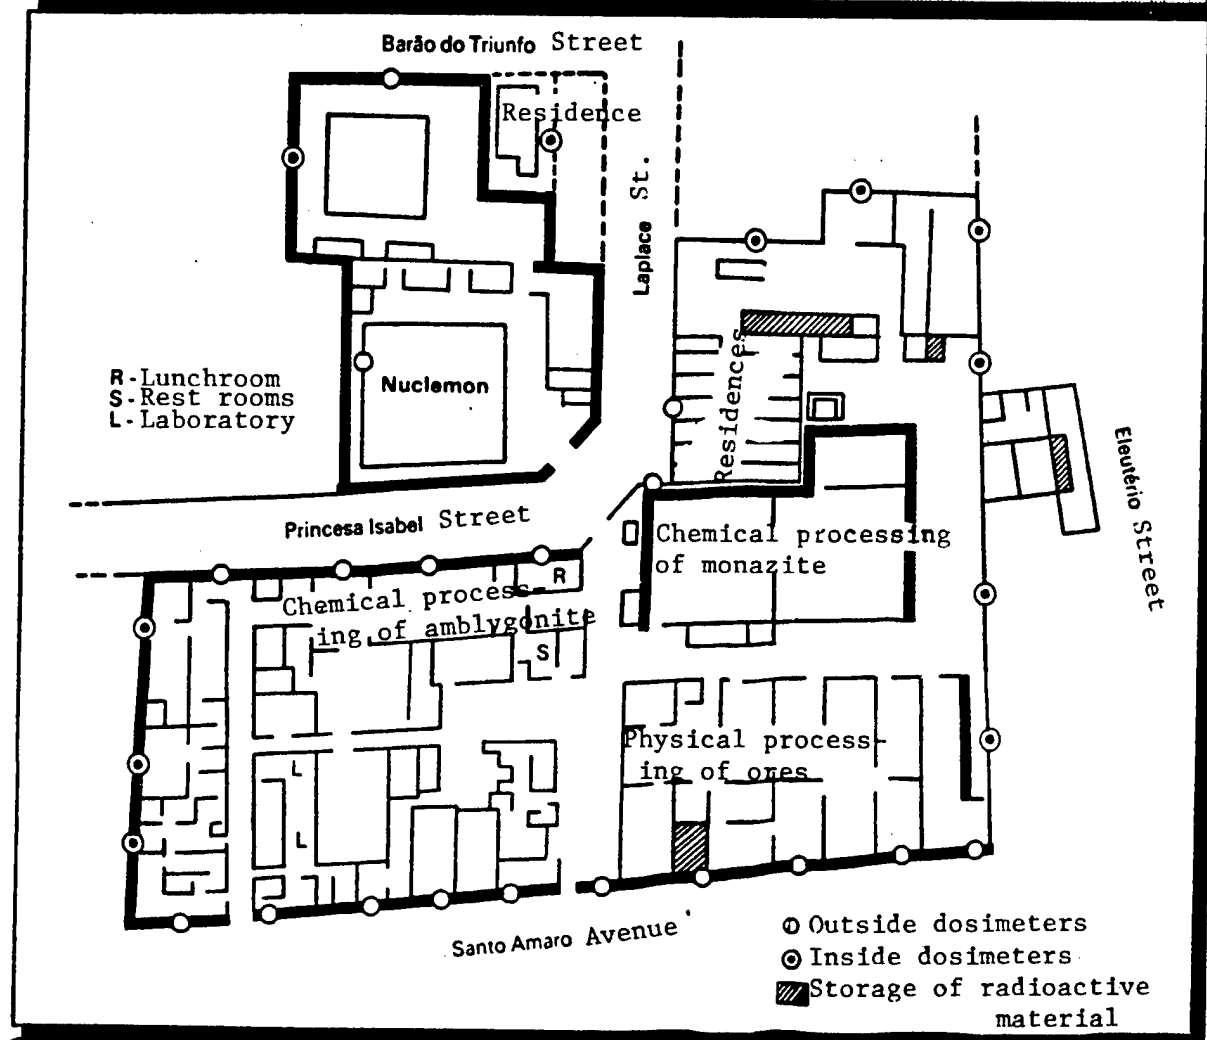 Barão do Triunfo Street
Residence
Laplace St.
R-Lunchroom
S-Rest rooms
L-Laboratory
Nuclemon
Residences
Eleutério Street
Princesa Isabel Street
Chemical processing
of monazite
R
Chemical process-
ing of amblygonite
S
Physical process-
ing of ores
L
L
Santo Amaro Avenue
Outside dosimeters
Inside dosimeters
Storage of radioactive
material